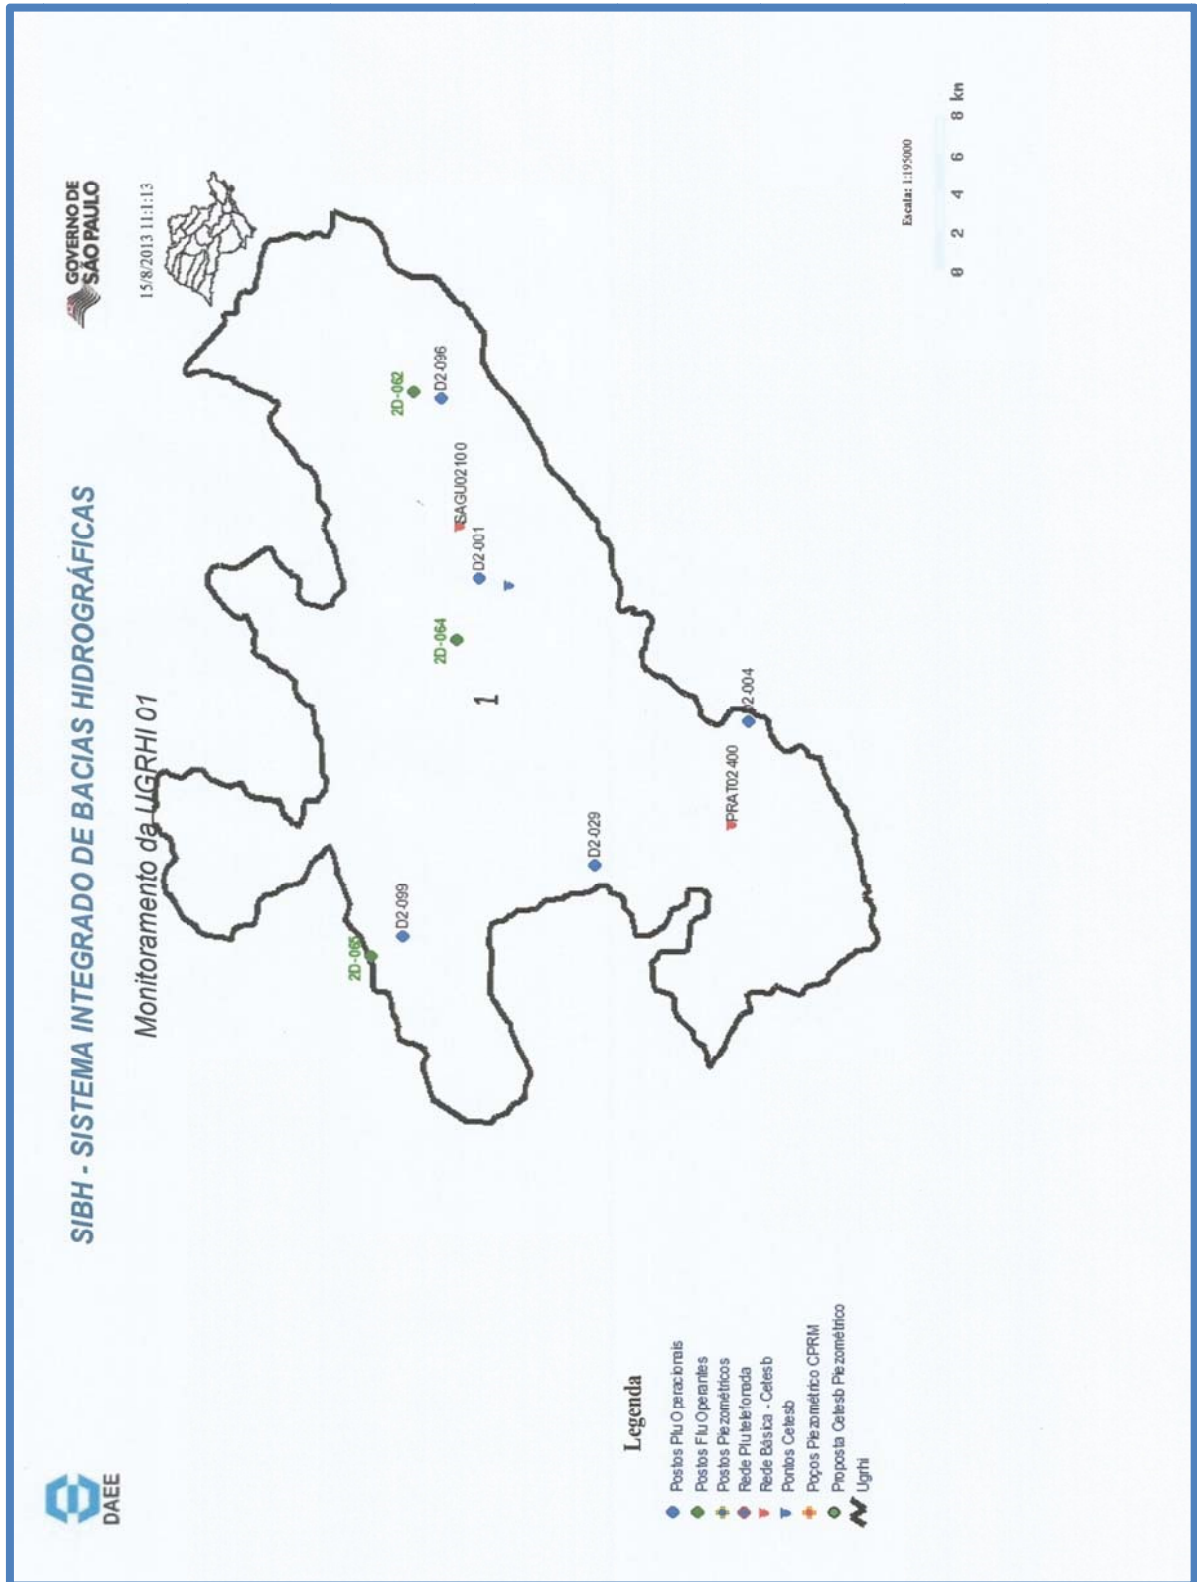 DAEE
SIBH - SISTEMA INTEGRADO DE BACIAS HIDROGRÁFICAS
GOVERNO DE
SÃO PAULO
Monitoramento da UGRHI 01
15/8/2013 11:1:13
2D-065
D2-099
2D-062
D2-096
SAGU02100
2D-064
D2-001
1
D2-029
PRAT02400
D2-004
Legenda
Postos Plu Operacionais
Postos Flu Operantes
Postos Piezométricos
Rede Plutelefonada
Rede Básica - Cetesb
Pontos Cetesb
Poços Piezométrico CPRM
Proposta Cetesb Piezométrico
Ugrhi
Escala: 1:195000
0 2 4 6 8 km